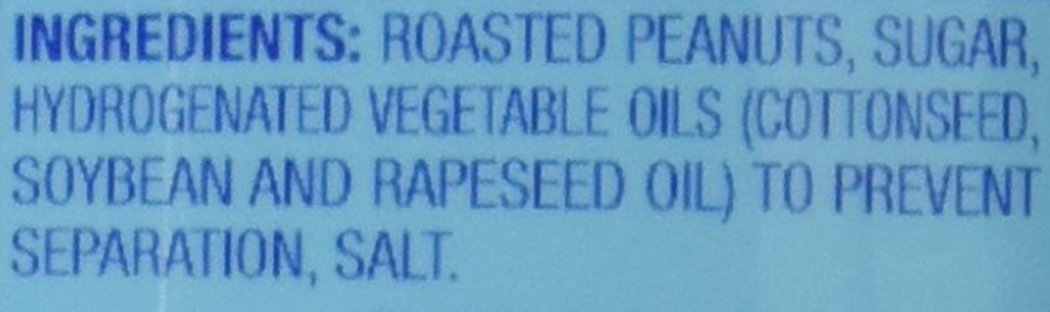 INGREDIENTS: ROASTED PEANUTS, SUGAR,
HYDROGENATED VEGETABLE OILS (COTTONSEED,
SOYBEAN AND RAPESEED OIL) TO PREVENT
SEPARATION, SALT.